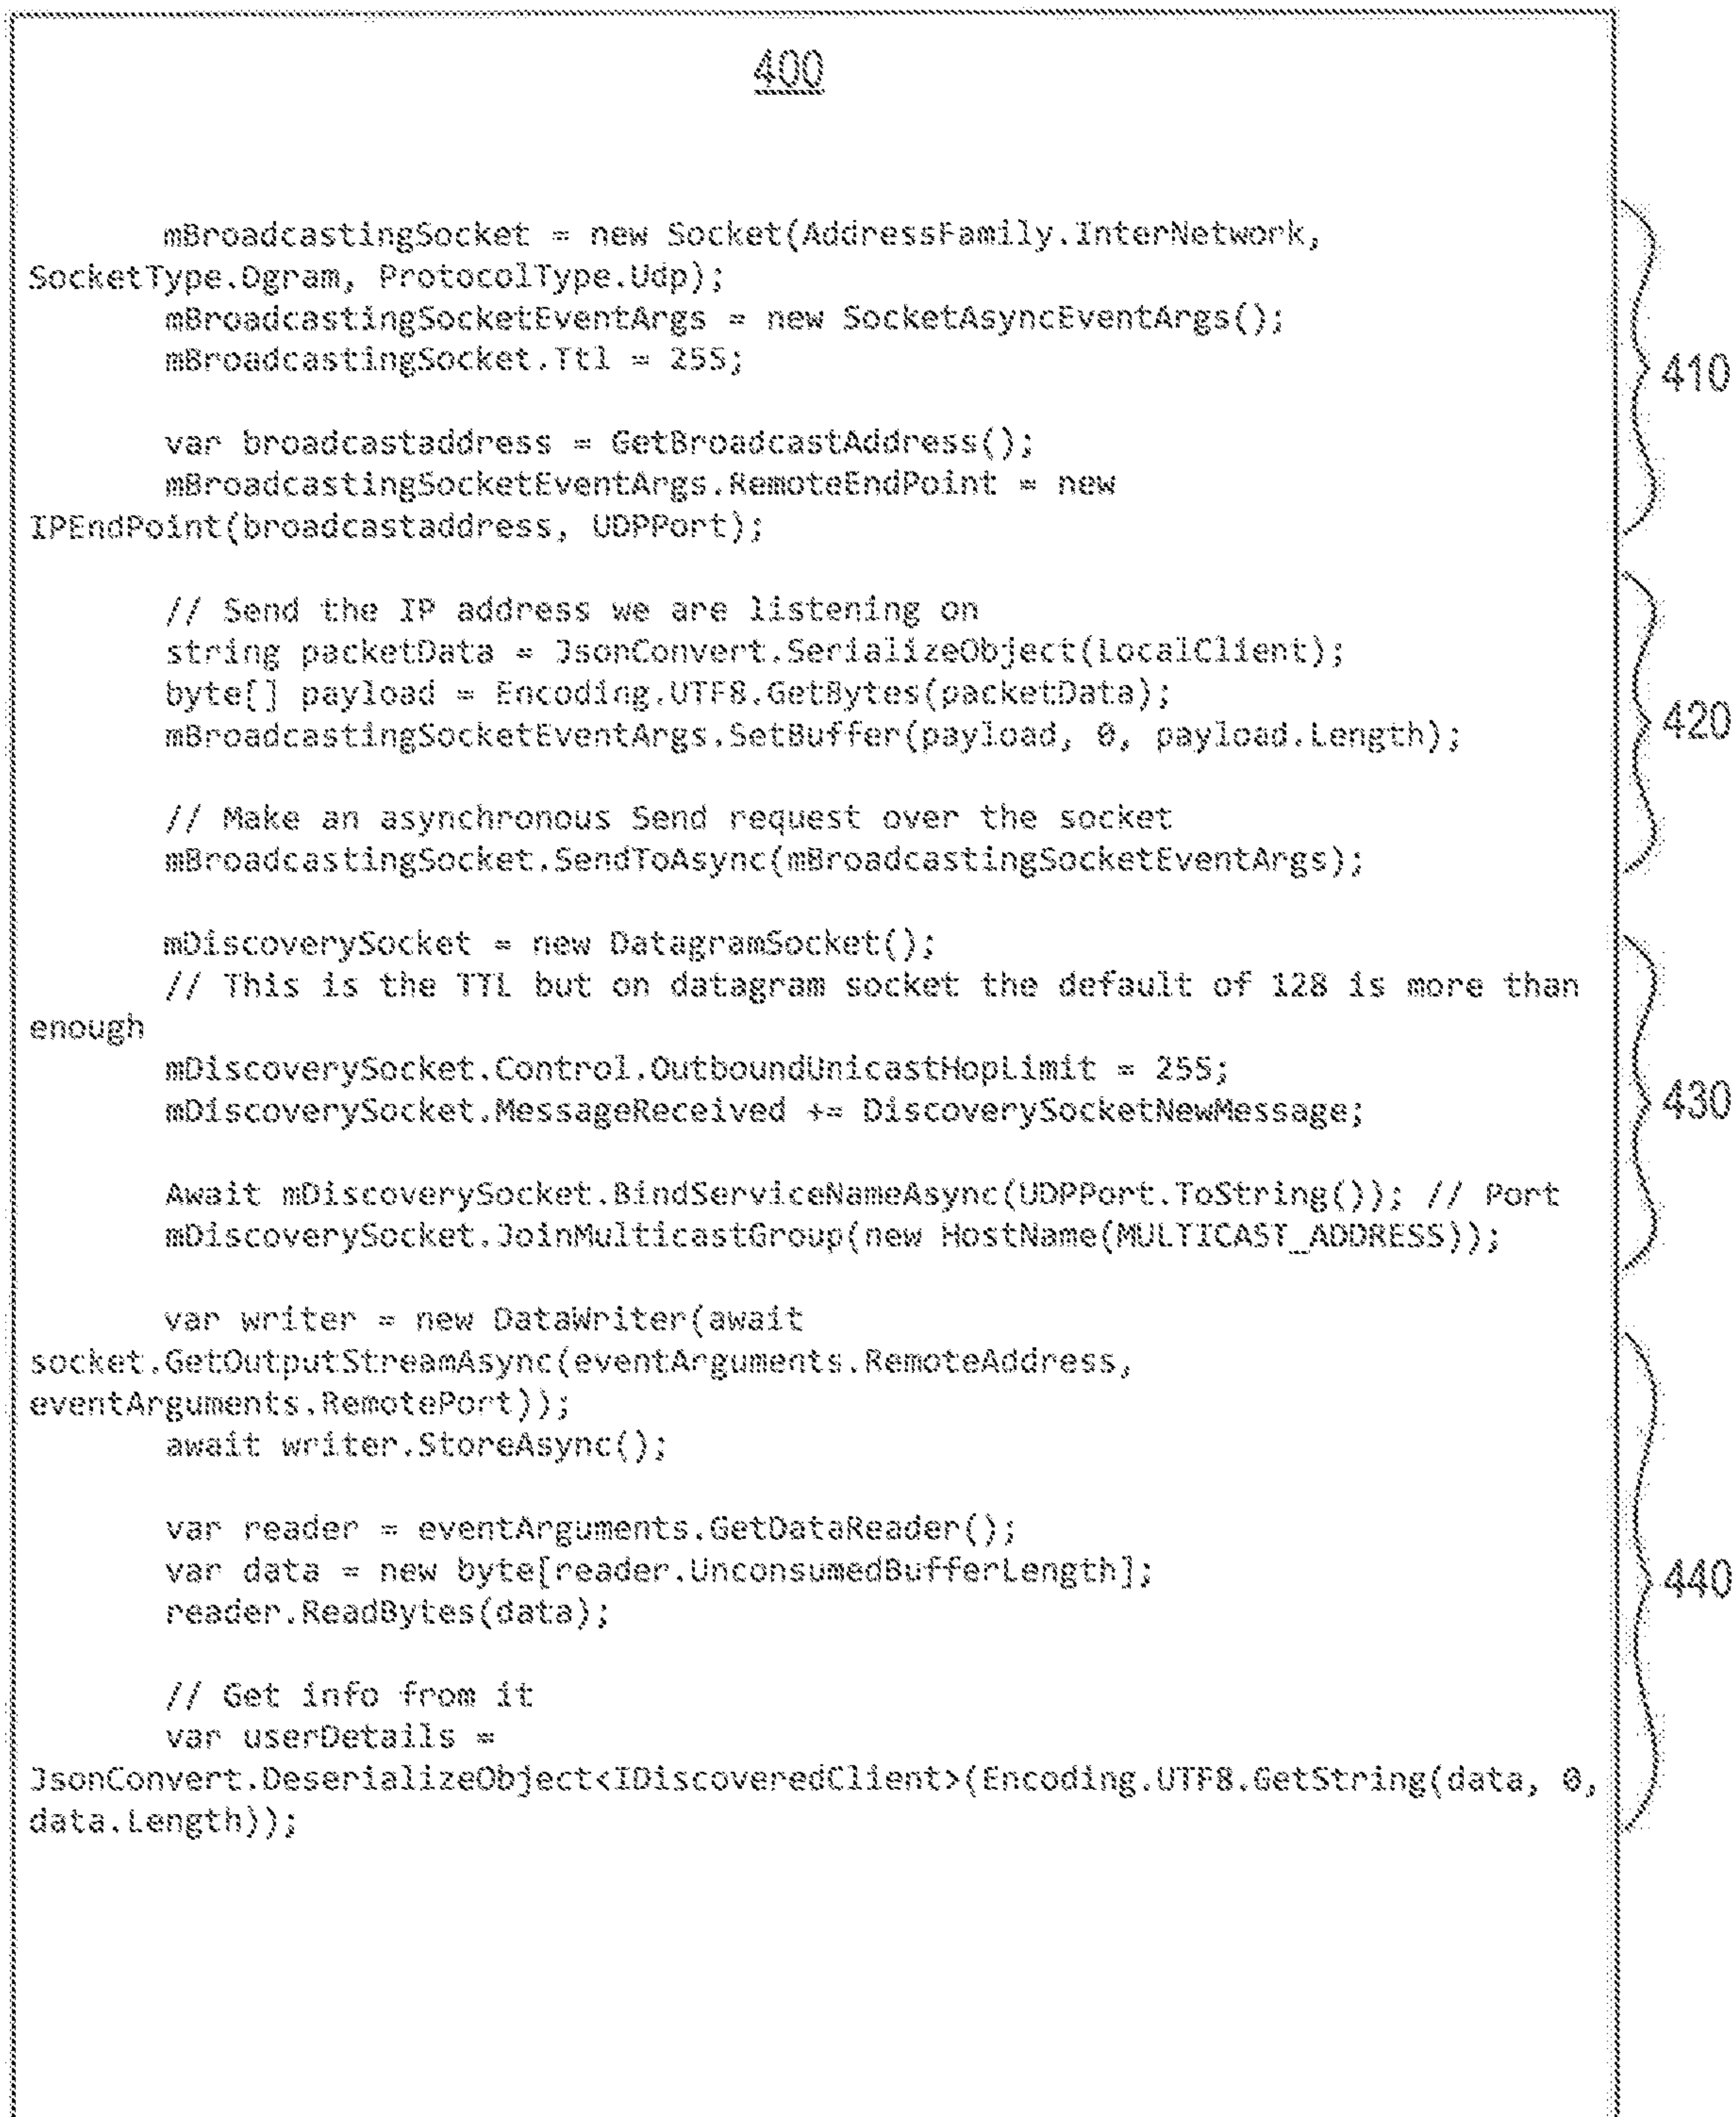 400
mBroadcastingSocket = new Socket(AddressFamily.InterNetwork,
SocketType.Dgram, ProtocolType.Udp);
mBroadcastingSocketEventArgs = new SocketAsyncEventArgs();
mBroadcastingSocket.Ttl = 255;
410
var broadcastaddress = GetBroadcastAddress();
mBroadcastingSocketEventArgs.RemoteEndPoint = new
IPEndPoint(broadcastaddress, UDPPort);
// Send the IP address we are listening on
string packetData = JsonConvert.SerializeObject(LocalClient);
byte[] payload = Encoding.UTF8.GetBytes(packetData);
mBroadcastingSocketEventArgs.SetBuffer(payload, 0, payload.Length);
420
// Make an asynchronous Send request over the socket
mBroadcastingSocket.SendToAsync(mBroadcastingSocketEventArgs);
mDiscoverySocket = new DatagramSocket();
// This is the TTL but on datagram socket the default of 128 is more than
enough
mDiscoverySocket.Control.OutboundUnicastHopLimit = 255;
mDiscoverySocket.MessageReceived += DiscoverySocketNewMessage;
430
Await mDiscoverySocket.BindServiceNameAsync(UDPPort.ToString()); // Port
mDiscoverySocket.JoinMulticastGroup(new HostName(MULTICAST_ADDRESS));
var writer = new DataWriter(await
socket.GetOutputStreamAsync(eventArguments.RemoteAddress,
eventArguments.RemotePort));
await writer.StoreAsync();
var reader = eventArguments.GetDataReader();
var data = new byte[reader.UnconsumedBufferLength];
reader.ReadBytes(data);
440
// Get info from it
var userDetails =
JsonConvert.DeserializeObject<IDiscoveredClient>(Encoding.UTF8.GetString(data, 0,
data.Length));